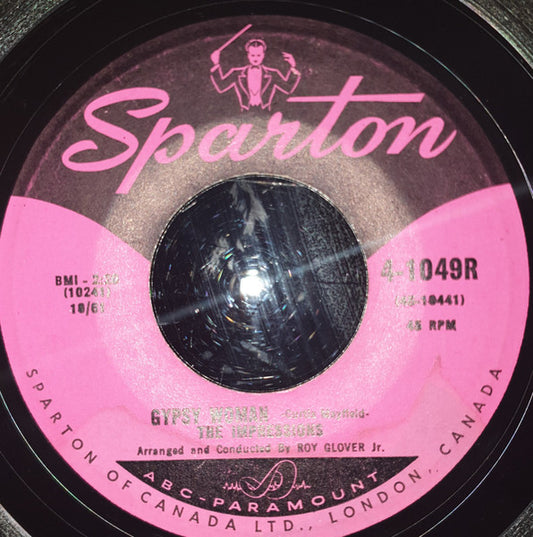 Sparton
BMI -
(10241)
10/61
4-1049R
(45-10441)
45 RPM
GYPSY WOMAN -Curtis Mayfield-
THE IMPRESSIONS
Arranged and Conducted By ROY GLOVER Jr.
ABC-PARAMOUNT
SPARTON OF CANADA LTD., LONDON, CANADA